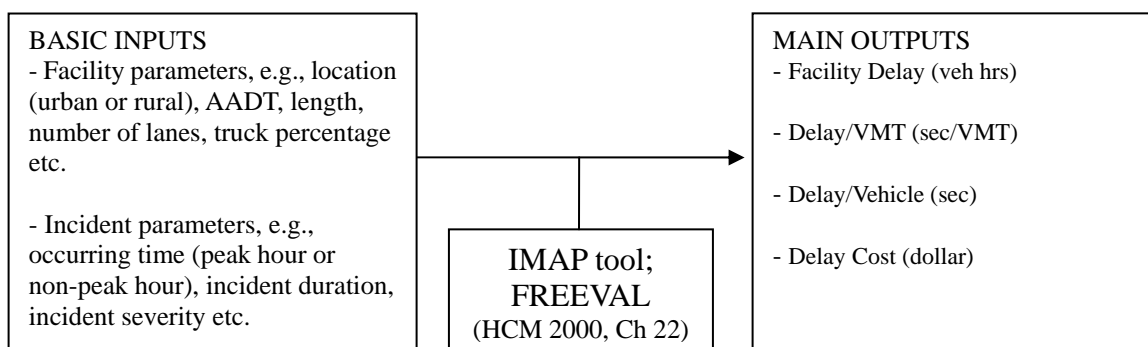 BASIC INPUTS
- Facility parameters, e.g., location
(urban or rural), AADT, length,
number of lanes, truck percentage
etc.
- Incident parameters, e.g.,
occurring time (peak hour or
non-peak hour), incident duration,
incident severity etc.
IMAP tool;
FREEVAL
(HCM 2000, Ch 22)
MAIN OUTPUTS
- Facility Delay (veh hrs)
- Delay/VMT (sec/VMT)
- Delay/Vehicle (sec)
- Delay Cost (dollar)